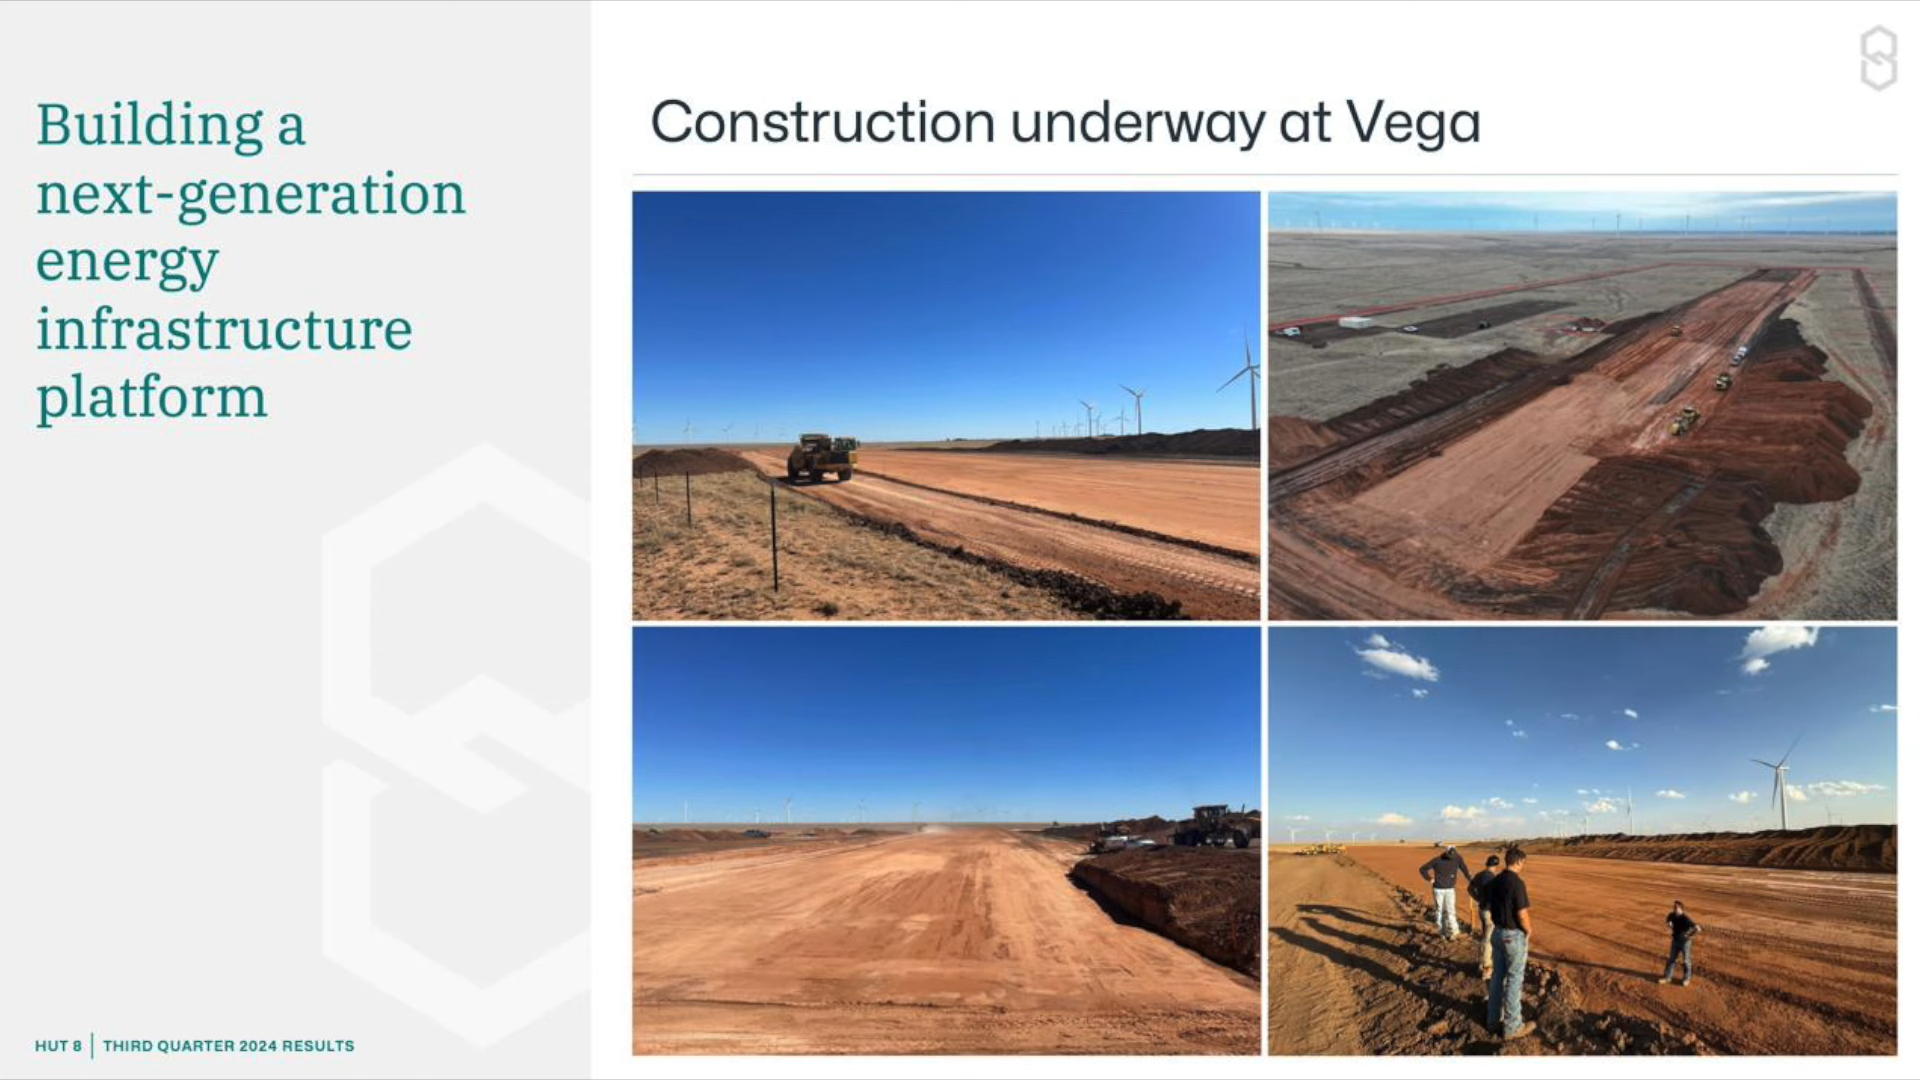 Building a
next-generation
energy
infrastructure
platform
Construction underway at Vega
HUT 8 | THIRD QUARTER 2024 RESULTS